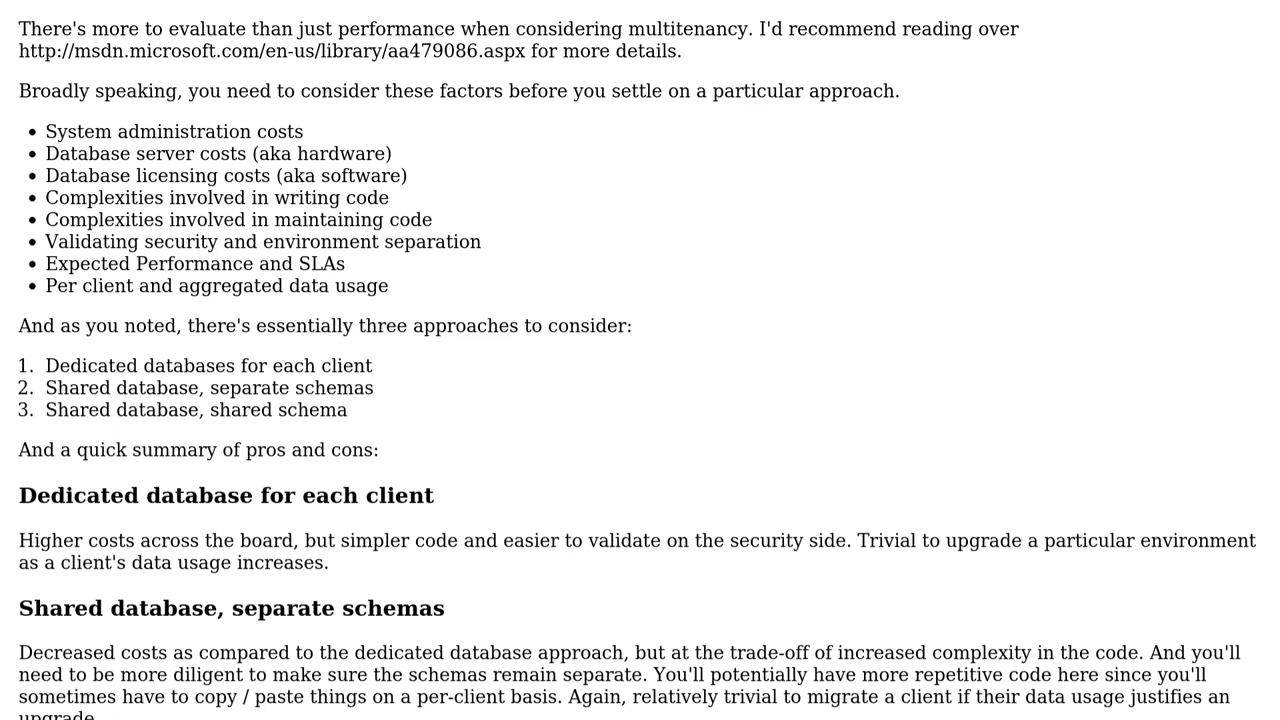 There's more to evaluate than just performance when considering multitenancy. I'd recommend reading over
http://msdn.microsoft.com/en-us/library/aa479086.aspx for more details.
Broadly speaking, you need to consider these factors before you settle on a particular approach.
• System administration costs
• Database server costs (aka hardware)
• Database licensing costs (aka software)
• Complexities involved in writing code
• Complexities involved in maintaining code
• Validating security and environment separation
• Expected Performance and SLAs
• Per client and aggregated data usage
And as you noted, there's essentially three approaches to consider:
1. Dedicated databases for each client
2. Shared database, separate schemas
3. Shared database, shared schema
And a quick summary of pros and cons:
Dedicated database for each client
Higher costs across the board, but simpler code and easier to validate on the security side. Trivial to upgrade a particular environment
as a client's data usage increases.
Shared database, separate schemas
Decreased costs as compared to the dedicated database approach, but at the trade-off of increased complexity in the code. And you'll
need to be more diligent to make sure the schemas remain separate. You'll potentially have more repetitive code here since you'll
sometimes have to copy / paste things on a per-client basis. Again, relatively trivial to migrate a client if their data usage justifies an
upgrade.